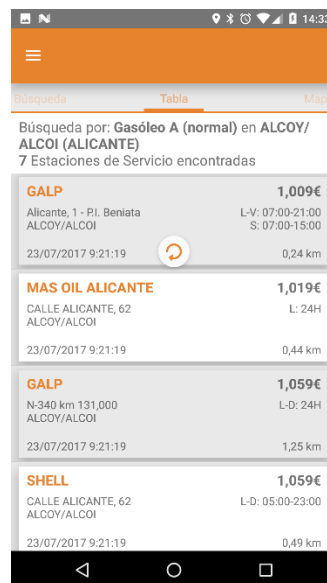 14:33
Búsqueda Tabla Map
Búsqueda por: Gasóleo A (normal) en ALCOY/
ALCOI (ALICANTE)
7 Estaciones de Servicio encontradas
GALP 1,009€
Alicante, 1 - P.I. Beniata L-V: 07:00-21:00
ALCOY/ALCOI S: 07:00-15:00
23/07/2017 9:21:19 0,24 km
MAS OIL ALICANTE 1,019€
CALLE ALICANTE, 62 L: 24H
ALCOY/ALCOI
23/07/2017 9:21:19 0,44 km
GALP 1,059€
N-340 km 131,000 L-D: 24H
ALCOY/ALCOI
23/07/2017 9:21:19 1,25 km
SHELL 1,059€
CALLE ALICANTE, 62 L-D: 05:00-23:00
ALCOY/ALCOI
23/07/2017 9:21:19 0,49 km